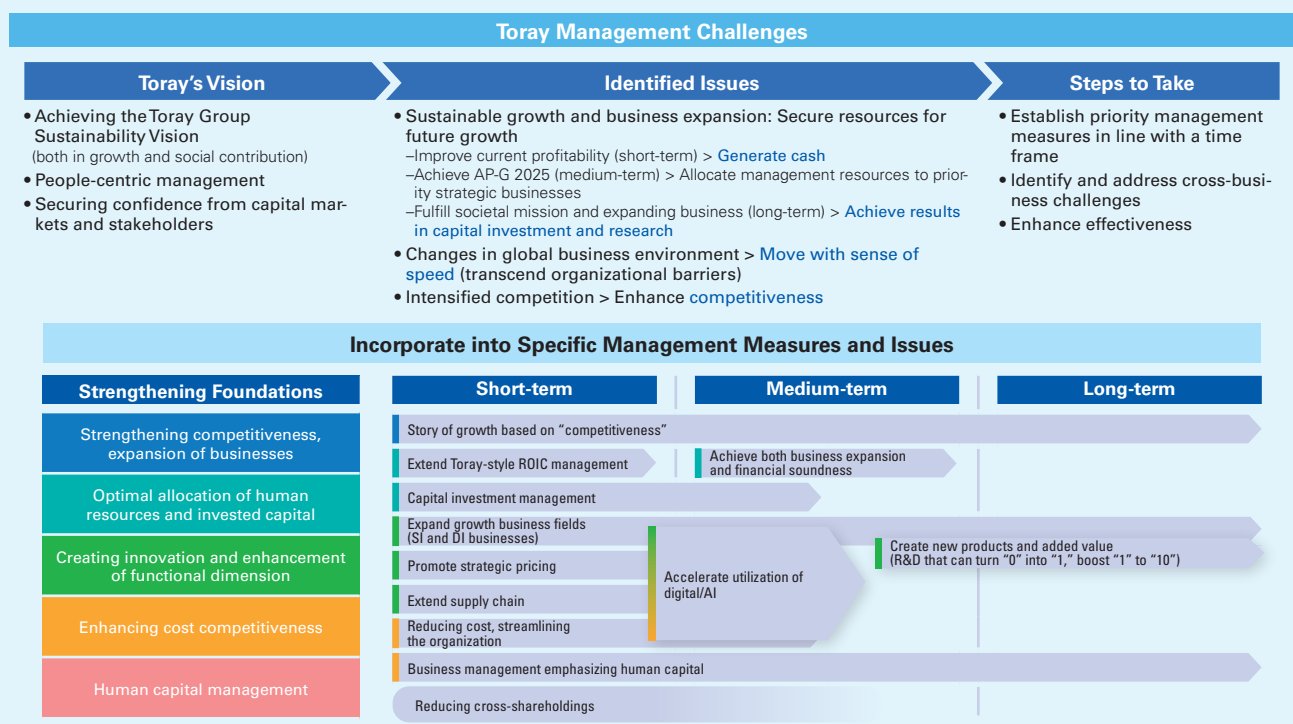 Toray Management Challenges
Toray's Vision
• Achieving the Toray Group
Sustainability Vision
(both in growth and social contribution)
• People-centric management
• Securing confidence from capital mar-
kets and stakeholders
Identified Issues
• Sustainable growth and business expansion: Secure resources for
future growth
–Improve current profitability (short-term) > Generate cash
–Achieve AP-G 2025 (medium-term) > Allocate management resources to prior-
ity strategic businesses
–Fulfill societal mission and expanding business (long-term) > Achieve results
in capital investment and research
• Changes in global business environment > Move with sense of
speed (transcend organizational barriers)
• Intensified competition > Enhance competitiveness
Steps to Take
• Establish priority management
measures in line with a time
frame
• Identify and address cross-busi-
ness challenges
• Enhance effectiveness
Incorporate into Specific Management Measures and Issues
Strengthening Foundations
Strengthening competitiveness,
expansion of businesses
Optimal allocation of human
resources and invested capital
Creating innovation and enhancement
of functional dimension
Enhancing cost competitiveness
Human capital management
Short-term
Medium-term
Long-term
Story of growth based on "competitiveness"
Extend Toray-style ROIC management
Achieve both business expansion
and financial soundness
Capital investment management
Expand growth business fields
(SI and DI businesses)
Promote strategic pricing
Extend supply chain
Reducing cost, streamlining
the organization
Accelerate utilization of
digital/AI
Create new products and added value
(R&D that can turn "0" into "1," boost "1" to "10")
Business management emphasizing human capital
Reducing cross-shareholdings